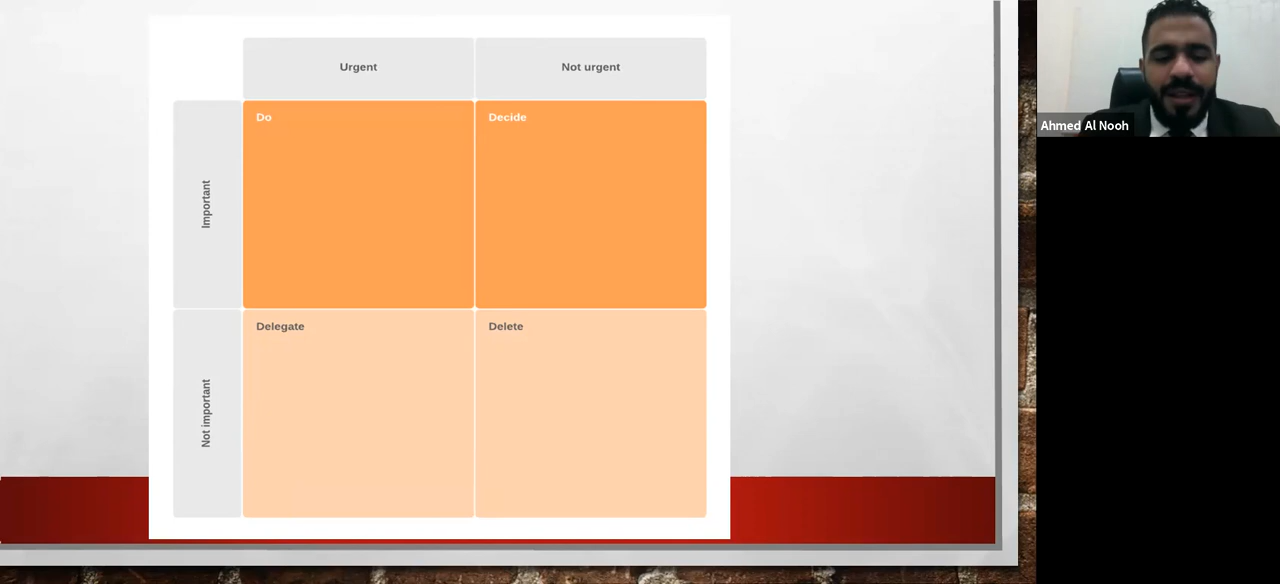 Urgent
Not urgent
Important
Do
Decide
Not important
Delegate
Delete
Ahmed Al Nooh